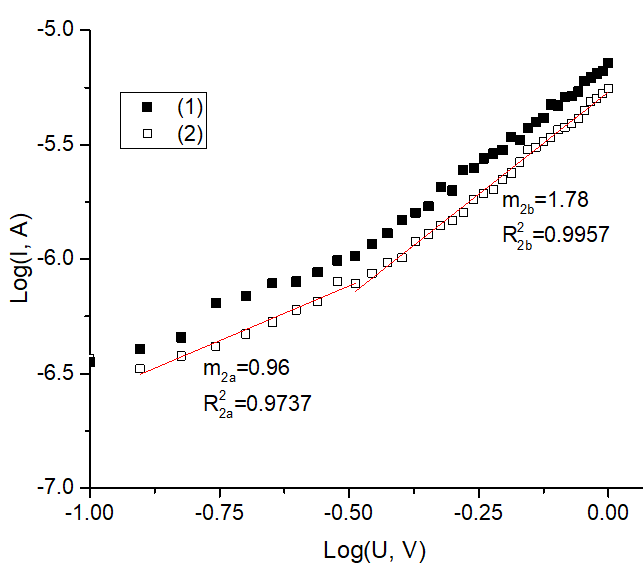 -5.0
(1)
(2)
-5.5
m2b=1.78
R²2b=0.9957
-6.0
Log(I, A)
m2a=0.96
-6.5
R²2a=0.9737
-7.0
-1.00 -0.75 -0.50 -0.25 0.00
Log(U, V)